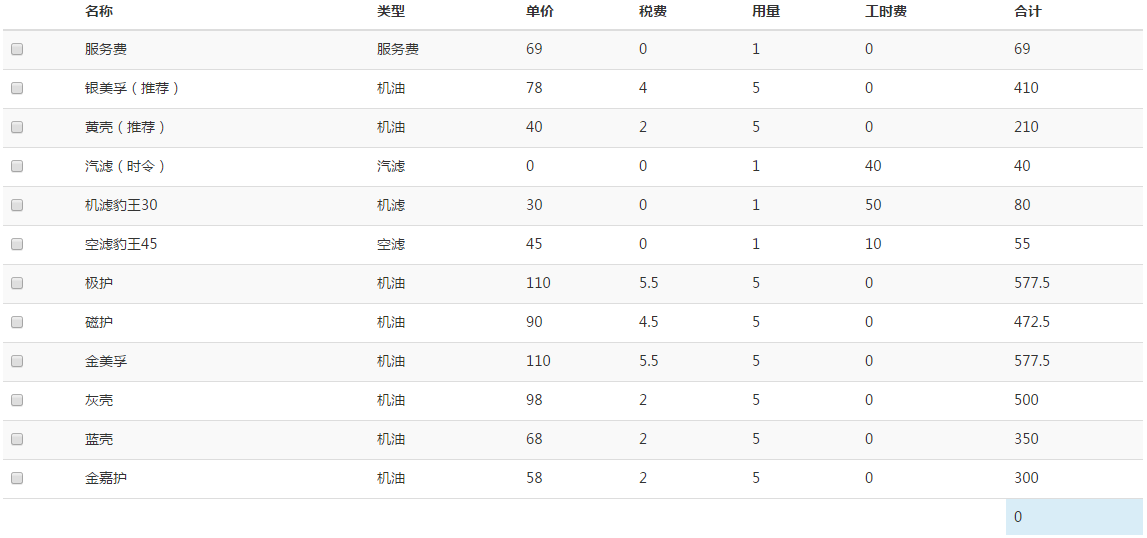 名称 类型 单价 税费 用量 工时费 合计
服务费 服务费 69 0 1 0 69
银美孚（推荐） 机油 78 4 5 0 410
黄壳（推荐） 机油 40 2 5 0 210
汽滤（时令） 汽滤 0 0 1 40 40
机滤豹王30 机滤 30 0 1 50 80
空滤豹王45 空滤 45 0 1 10 55
极护 机油 110 5.5 5 0 577.5
磁护 机油 90 4.5 5 0 472.5
金美孚 机油 110 5.5 5 0 577.5
灰壳 机油 98 2 5 0 500
蓝壳 机油 68 2 5 0 350
金嘉护 机油 58 2 5 0 300
0